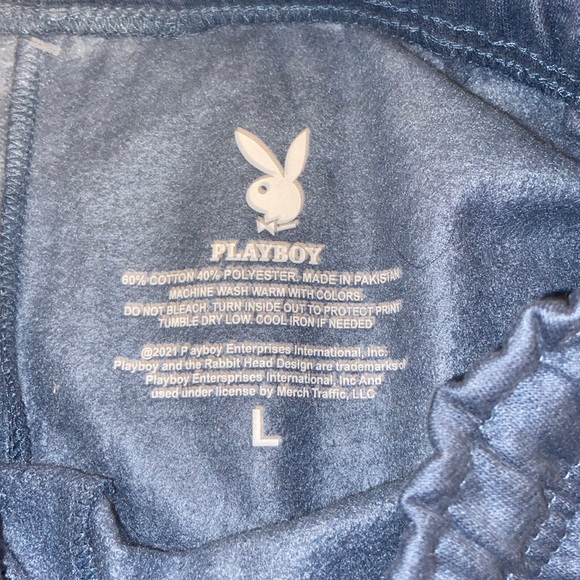 PLAYBOY
60% COTTON 40% POLYESTER. MADE IN PAKISTAN
MACHINE WASH WARM WITH COLORS.
DO NOT BLEACH. TURN INSIDE OUT TO PROTECT PRINT
TUMBLE DRY LOW. COOL IRON IF NEEDED
@2021 Payboy Enterprises International, Inc.
Playboy and the Rabbit Head Design are trademarks of
Playboy Entersprises International, Inc And
used under license by Merch Traffic, LLC
L